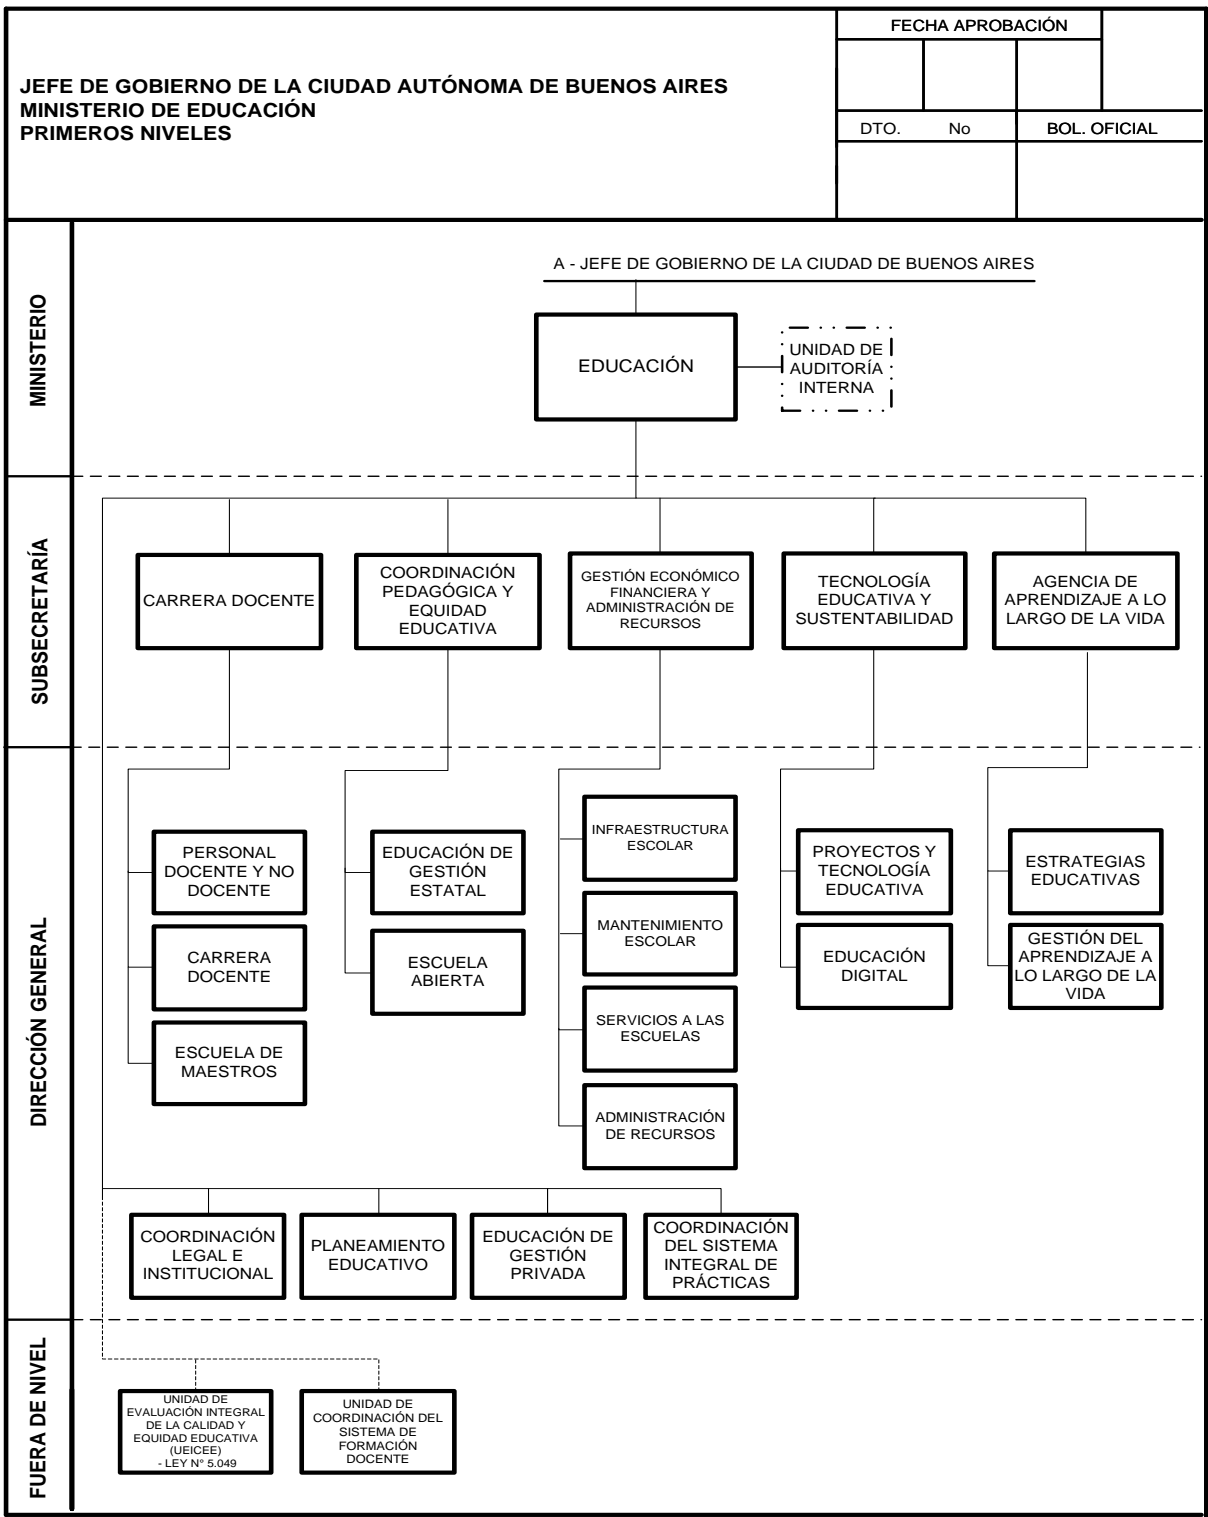 JEFE DE GOBIERNO DE LA CIUDAD AUTÓNOMA DE BUENOS AIRES
MINISTERIO DE EDUCACIÓN
PRIMEROS NIVELES
FECHA APROBACIÓN
DTO. No
BOL. OFICIAL
MINISTERIO
A - JEFE DE GOBIERNO DE LA CIUDAD DE BUENOS AIRES
EDUCACIÓN
UNIDAD DE
AUDITORÍA
INTERNA
SUBSECRETARÍA
CARRERA DOCENTE
COORDINACIÓN
PEDAGÓGICA Y
EQUIDAD
EDUCATIVA
GESTIÓN ECONÓMICO
FINANCIERA Y
ADMINISTRACIÓN DE
RECURSOS
TECNOLOGÍA
EDUCATIVA Y
SUSTENTABILIDAD
AGENCIA DE
APRENDIZAJE A LO
LARGO DE LA VIDA
DIRECCIÓN GENERAL
PERSONAL
DOCENTE Y NO
DOCENTE
CARRERA
DOCENTE
ESCUELA DE
MAESTROS
EDUCACIÓN DE
GESTIÓN
ESTATAL
ESCUELA
ABIERTA
INFRAESTRUCTURA
ESCOLAR
MANTENIMIENTO
ESCOLAR
SERVICIOS A LAS
ESCUELAS
ADMINISTRACIÓN
DE RECURSOS
PROYECTOS Y
TECNOLOGÍA
EDUCATIVA
EDUCACIÓN
DIGITAL
ESTRATEGIAS
EDUCATIVAS
GESTIÓN DEL
APRENDIZAJE A
LO LARGO DE LA
VIDA
COORDINACIÓN
LEGAL E
INSTITUCIONAL
PLANEAMIENTO
EDUCATIVO
EDUCACIÓN DE
GESTIÓN
PRIVADA
COORDINACIÓN
DEL SISTEMA
INTEGRAL DE
PRÁCTICAS
FUERA DE NIVEL
UNIDAD DE
EVALUACIÓN INTEGRAL
DE LA CALIDAD Y
EQUIDAD EDUCATIVA
(UEICEE)
- LEY N° 5.049
UNIDAD DE
COORDINACIÓN DEL
SISTEMA DE
FORMACIÓN
DOCENTE